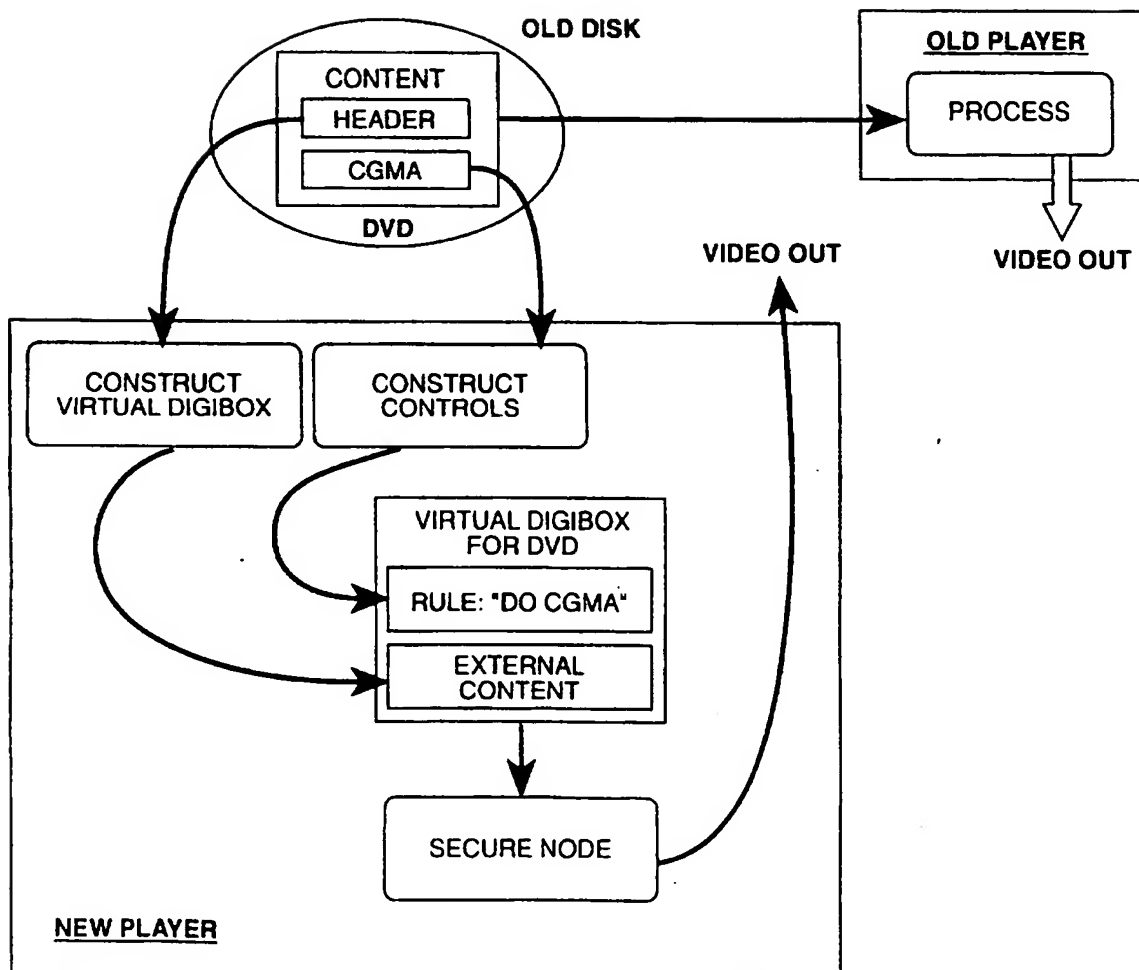 OLD DISK
CONTENT
HEADER
CGMA
DVD
OLD PLAYER
PROCESS
VIDEO OUT
VIDEO OUT
CONSTRUCT
VIRTUAL DIGIBOX
CONSTRUCT
CONTROLS
VIRTUAL DIGIBOX
FOR DVD
RULE: "DO CGMA"
EXTERNAL
CONTENT
SECURE NODE
NEW PLAYER